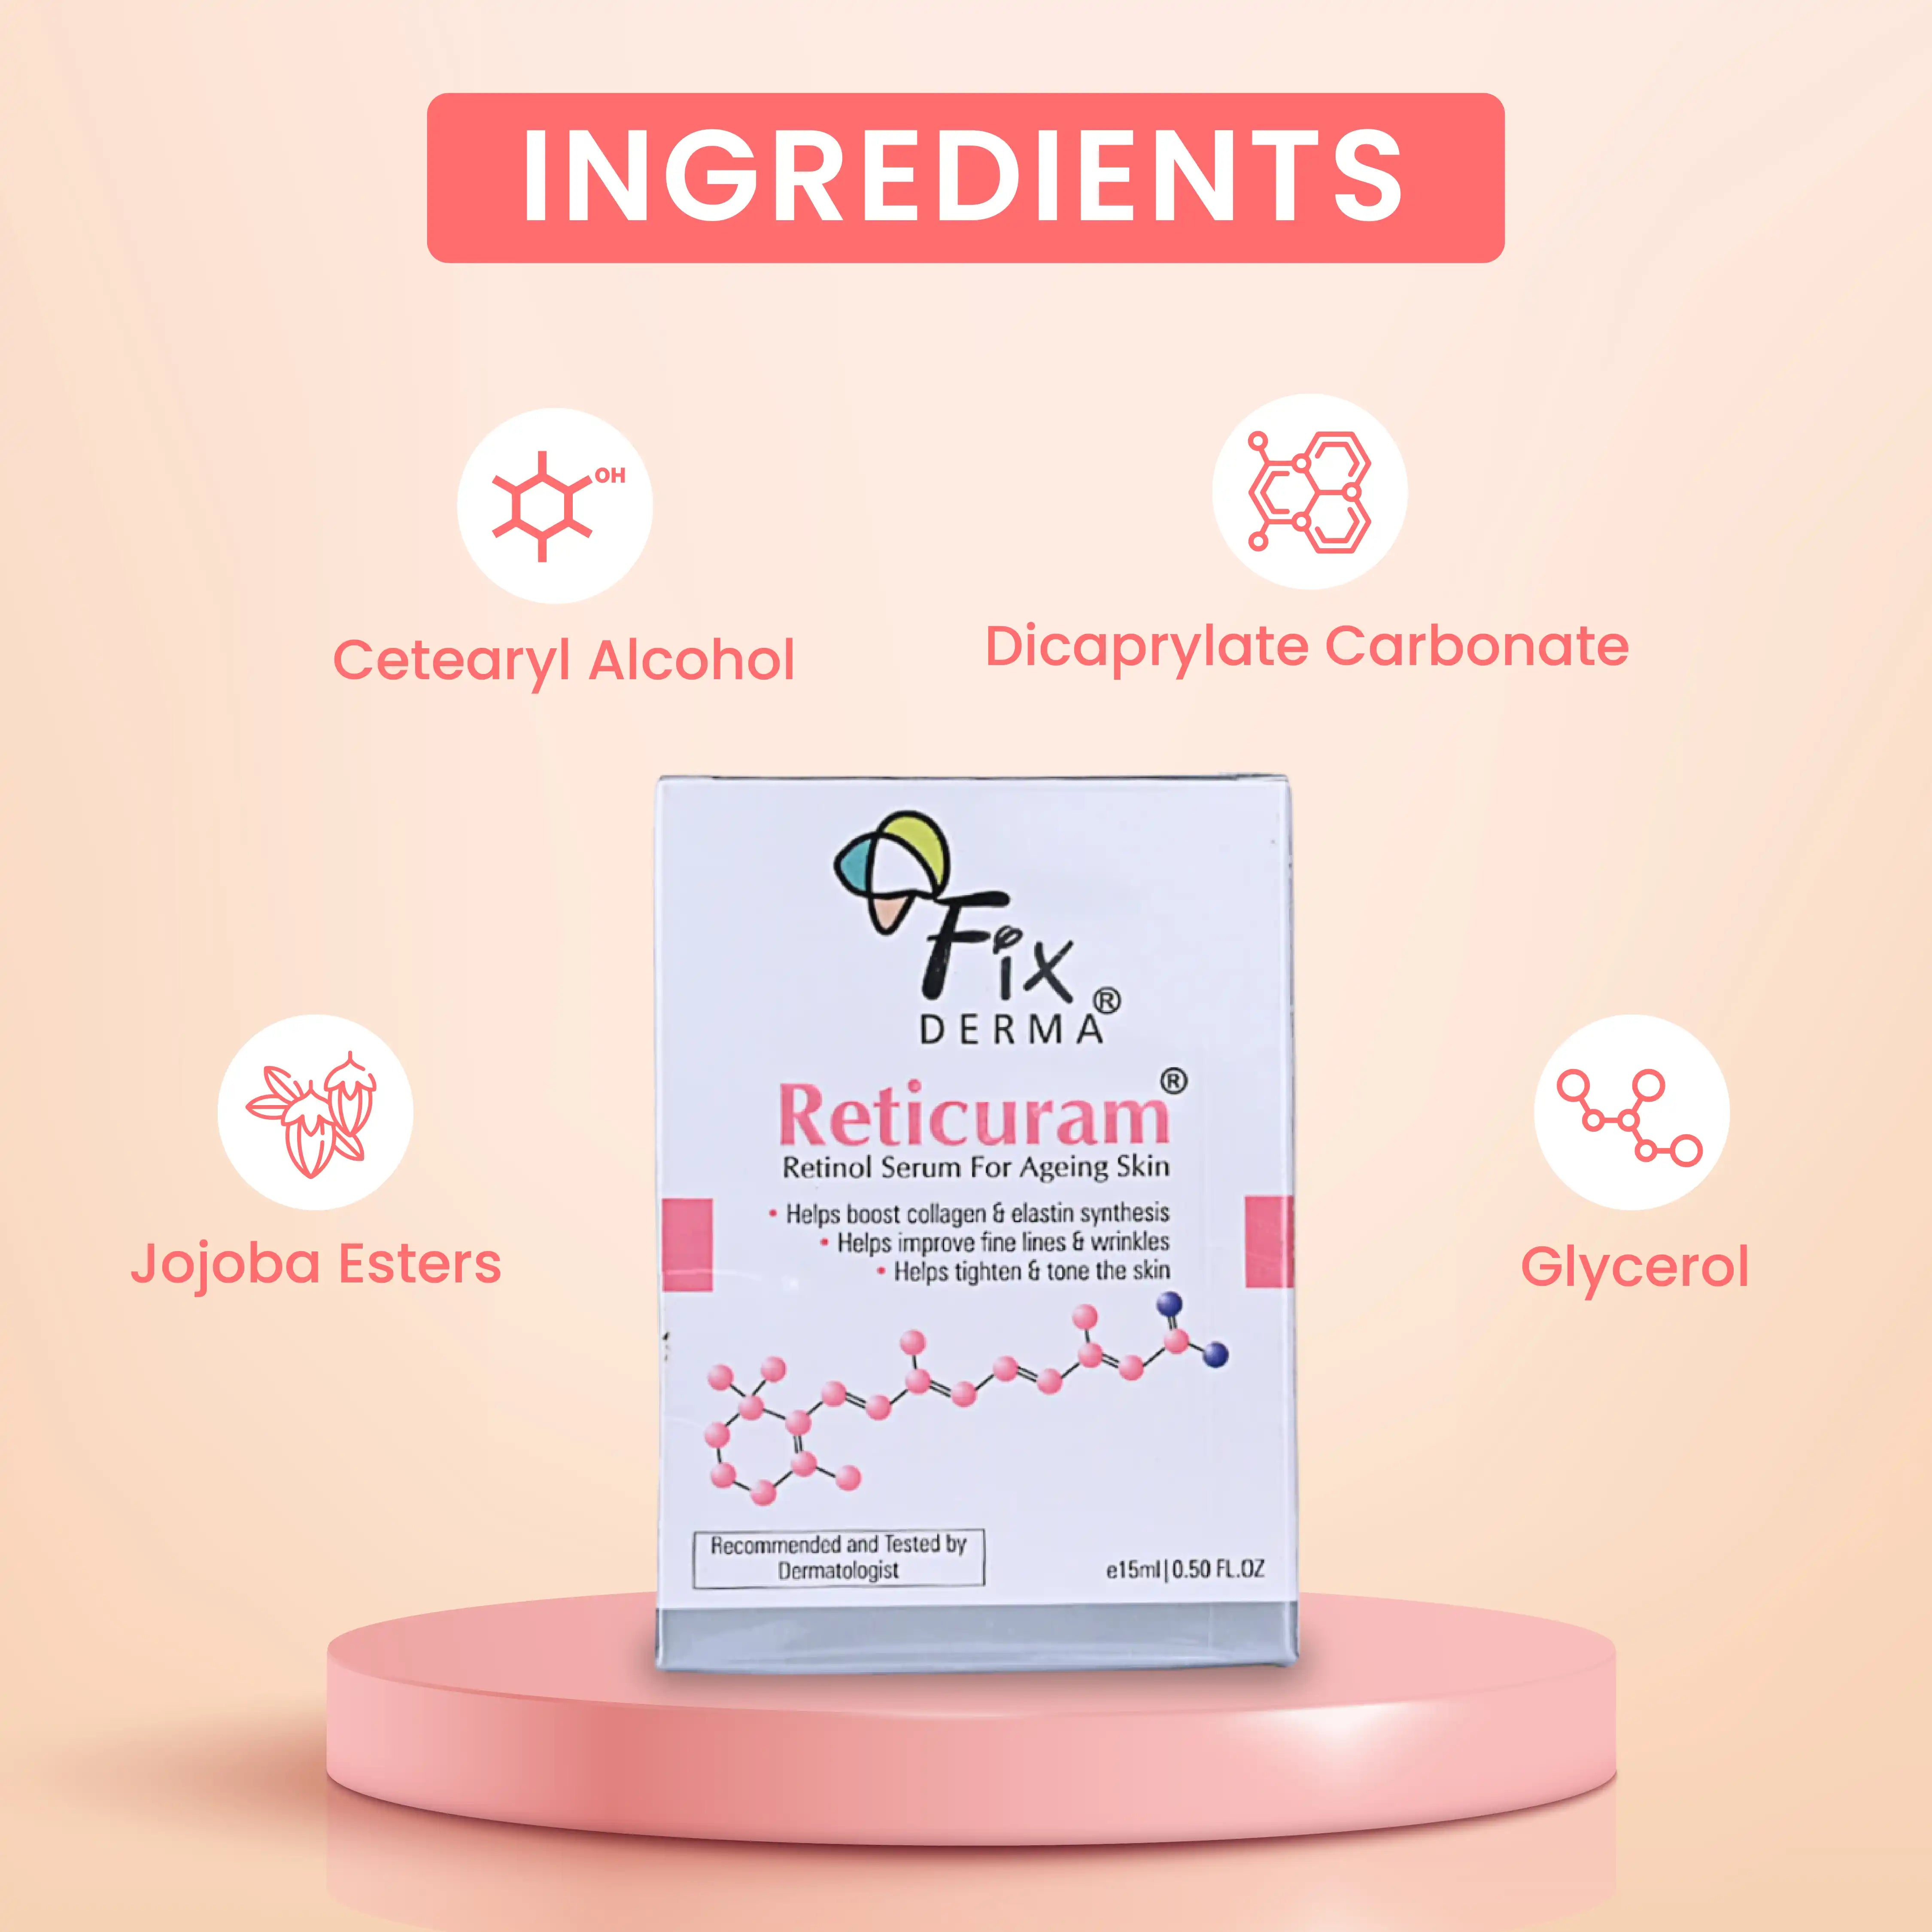 INGREDIENTS
OH
Cetearyl Alcohol
Dicaprylate Carbonate
Jojoba Esters
Glycerol
Fix
DERMA®
Reticuram®
Retinol Serum For Ageing Skin
• Helps boost collagen & elastin synthesis
• Helps improve fine lines & wrinkles
• Helps tighten & tone the skin
Recommended and Tested by
Dermatologist
e15ml|0.50 FL.OZ